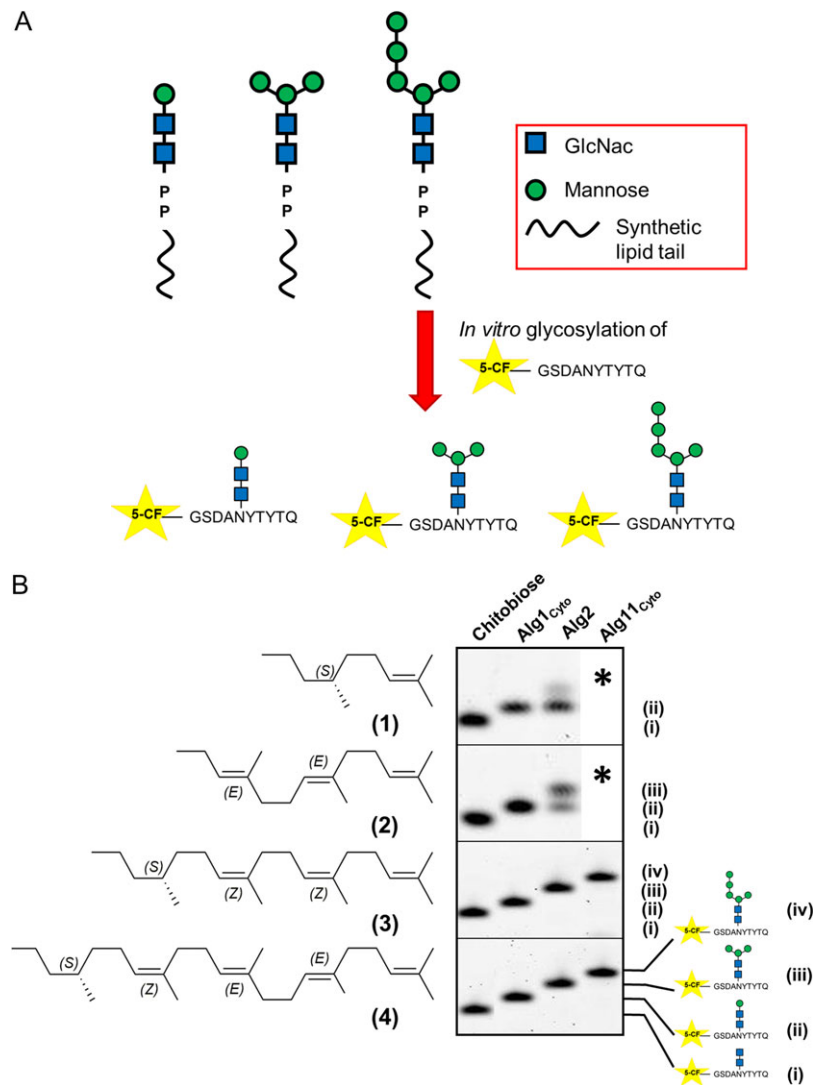 A
P
P
P
P
P
P
GlcNac
Mannose
Synthetic
lipid tail
In vitro glycosylation of
5-CF
GSDANYTYTQ
5-CF
GSDANYTYTQ
5-CF
GSDANYTYTQ
5-CF
GSDANYTYTQ
B
Chitobiose
Alg1Cyto
Alg2
Alg11Cyto
(S)
(1)
*
(ii)
(i)
(E)
(E)
(2)
*
(iii)
(ii)
(i)
(S)
(Z)
(Z)
(3)
(iv)
(iii)
(ii)
(i)
(S)
(Z)
(E)
(E)
(4)
5-CF
GSDANYTYTQ
(iv)
5-CF
GSDANYTYTQ
(iii)
5-CF
GSDANYTYTQ
(ii)
5-CF
GSDANYTYTQ
(i)